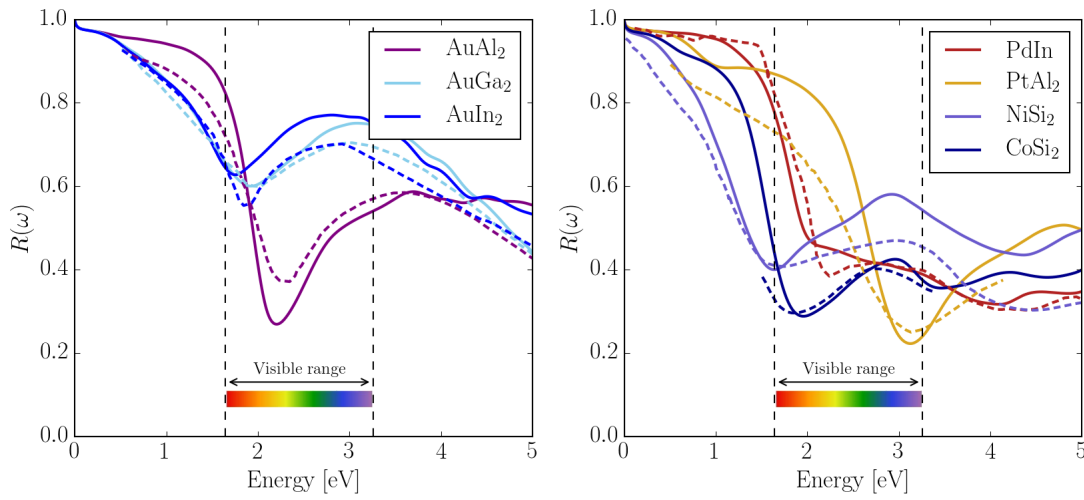 1.0
0.8
0.6
0.4
0.2
0.0
R(ω)
AuAl₂
AuGa₂
AuIn₂
Visible range
0 1 2 3 4 5
Energy [eV]
1.0
0.8
0.6
0.4
0.2
0.0
R(ω)
PdIn
PtAl₂
NiSi₂
CoSi₂
Visible range
0 1 2 3 4 5
Energy [eV]